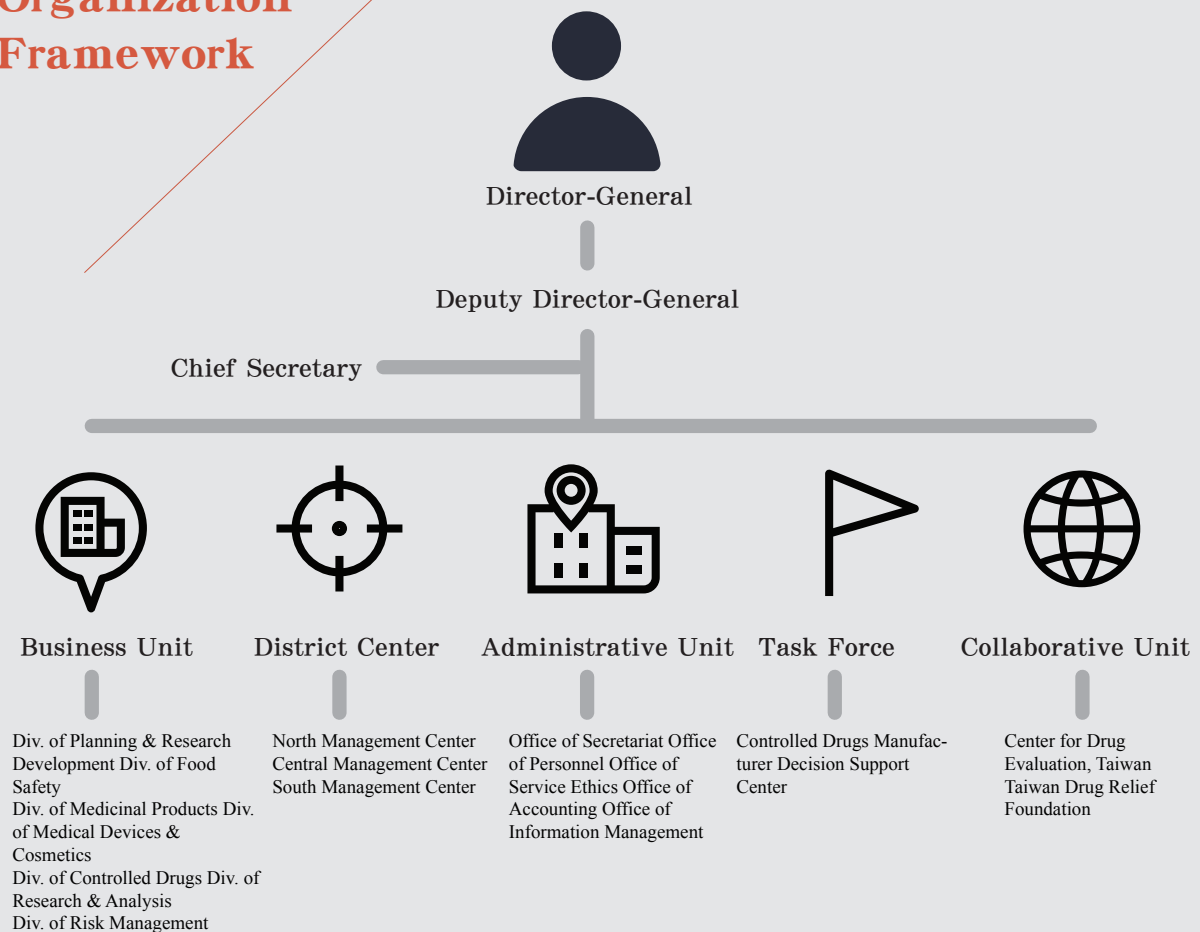 Organization
Framework
Director-General
Deputy Director-General
Chief Secretary
Business Unit
District Center
Administrative Unit
Task Force
Collaborative Unit
Div. of Planning & Research
Development Div. of Food
Safety
Div. of Medicinal Products Div.
of Medical Devices &
Cosmetics
Div. of Controlled Drugs Div. of
Research & Analysis
Div. of Risk Management
North Management Center
Central Management Center
South Management Center
Office of Secretariat Office
of Personnel Office of
Service Ethics Office of
Accounting Office of
Information Management
Controlled Drugs Manufac-
turer Decision Support
Center
Center for Drug
Evaluation, Taiwan
Taiwan Drug Relief
Foundation